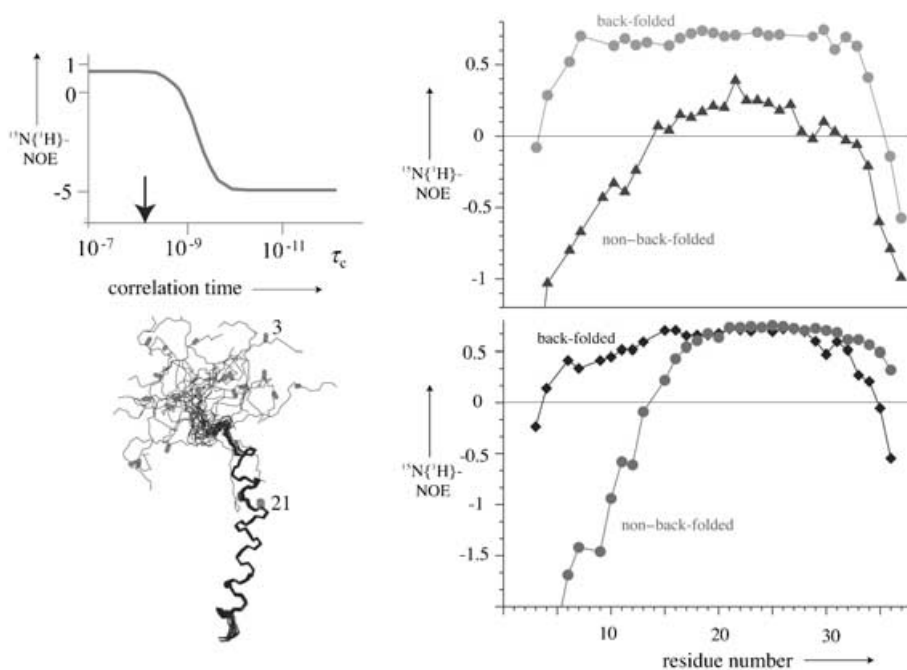 1
0
¹⁵N{¹H}-
NOE
-5
10⁻⁷
10⁻⁹
10⁻¹¹
τc
correlation time
3
21
back-folded
0.5
¹⁵N{¹H}-
NOE
0
-0.5
non-back-folded
-1
back-folded
0.5
¹⁵N{¹H}-
NOE
0
-0.5
-1
non-back-folded
-1.5
10
20
30
residue number